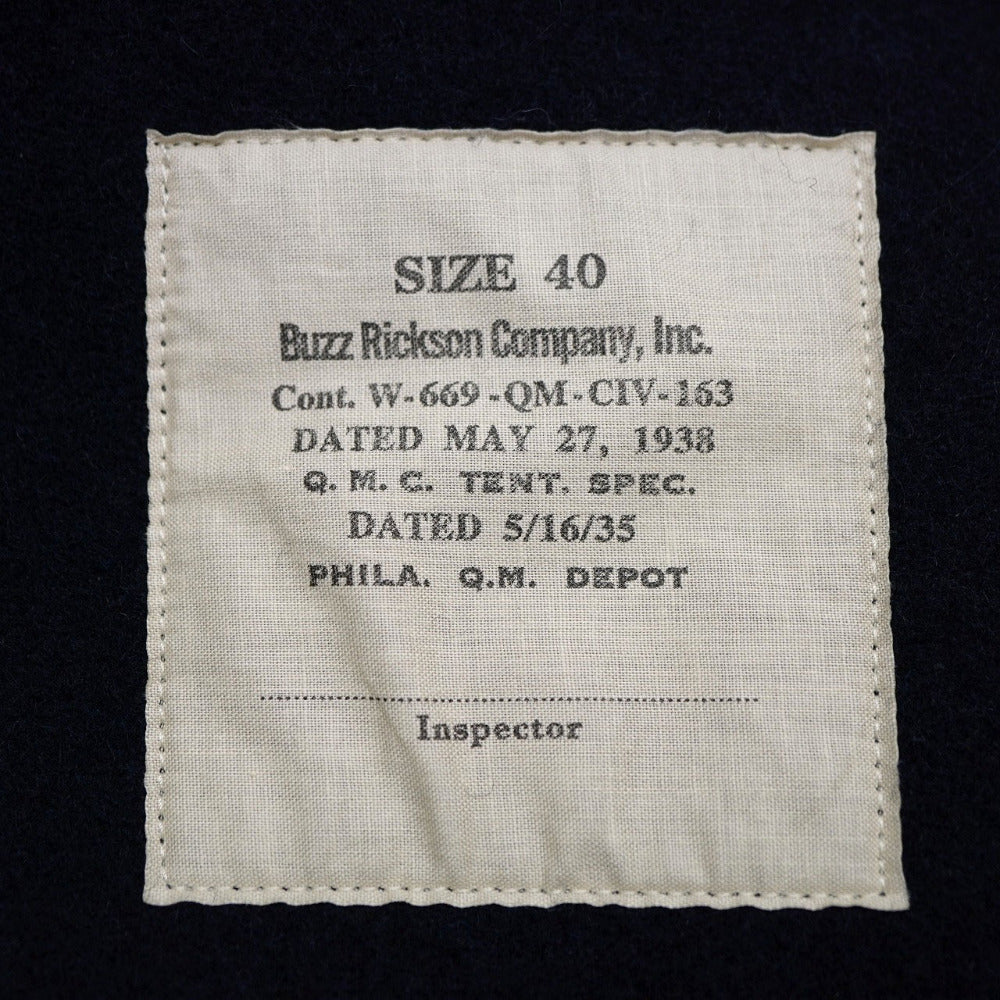 SIZE 40
Buzz Rickson Company, Inc.
Cont. W-669-QM-CIV-163
DATED MAY 27, 1938
Q. M. C. TENT. SPEC.
DATED 5/16/35
PHILA. Q.M. DEPOT
Inspector